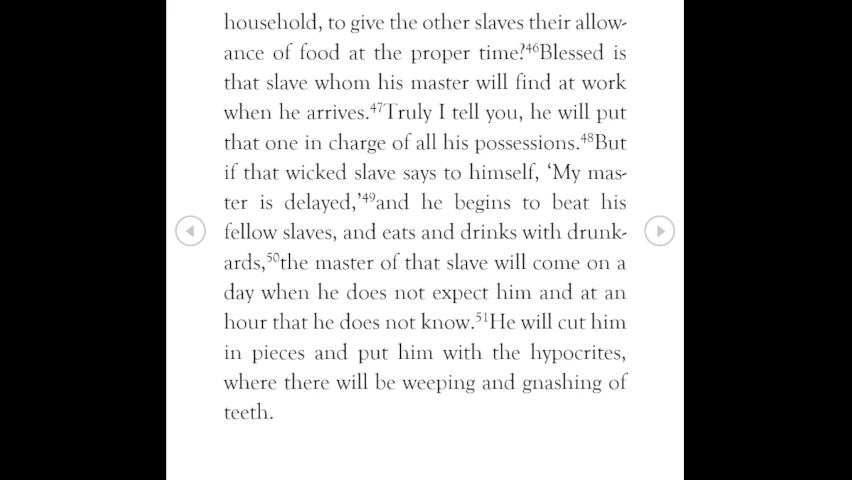 household, to give the other slaves their allow-
ance of food at the proper time?⁴⁶Blessed is
that slave whom his master will find at work
when he arrives.⁴⁷Truly I tell you, he will put
that one in charge of all his possessions.⁴⁸But
if that wicked slave says to himself, ‘My mas-
ter is delayed,’⁴⁹and he begins to beat his
fellow slaves, and eats and drinks with drunk-
ards,⁵⁰the master of that slave will come on a
day when he does not expect him and at an
hour that he does not know.⁵¹He will cut him
in pieces and put him with the hypocrites,
where there will be weeping and gnashing of
teeth.